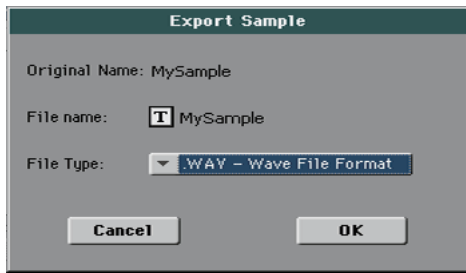 Export Sample
Original Name: MySample
File name: T MySample
File Type: .WAV – Wave File Format
Cancel OK